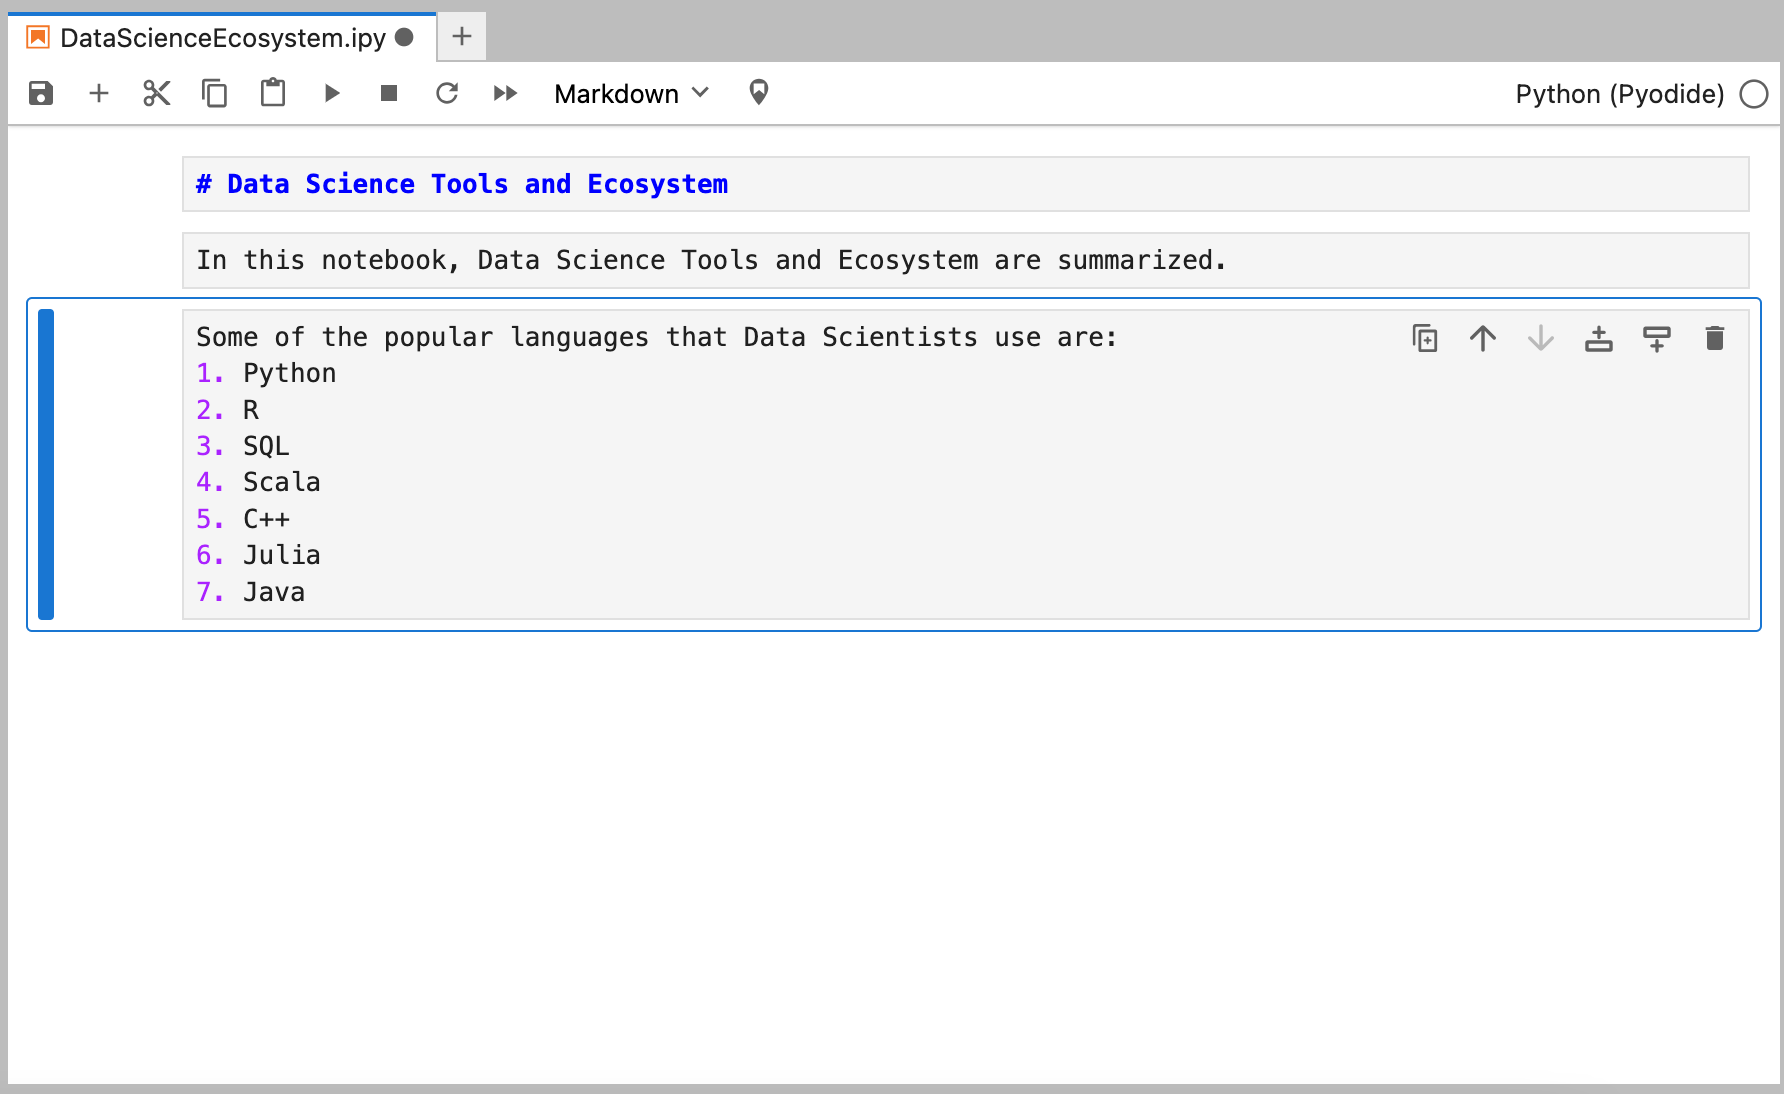 DataScienceEcosystem.ipy
Markdown
Python (Pyodide)
# Data Science Tools and Ecosystem
In this notebook, Data Science Tools and Ecosystem are summarized.
Some of the popular languages that Data Scientists use are:
1. Python
2. R
3. SQL
4. Scala
5. C++
6. Julia
7. Java